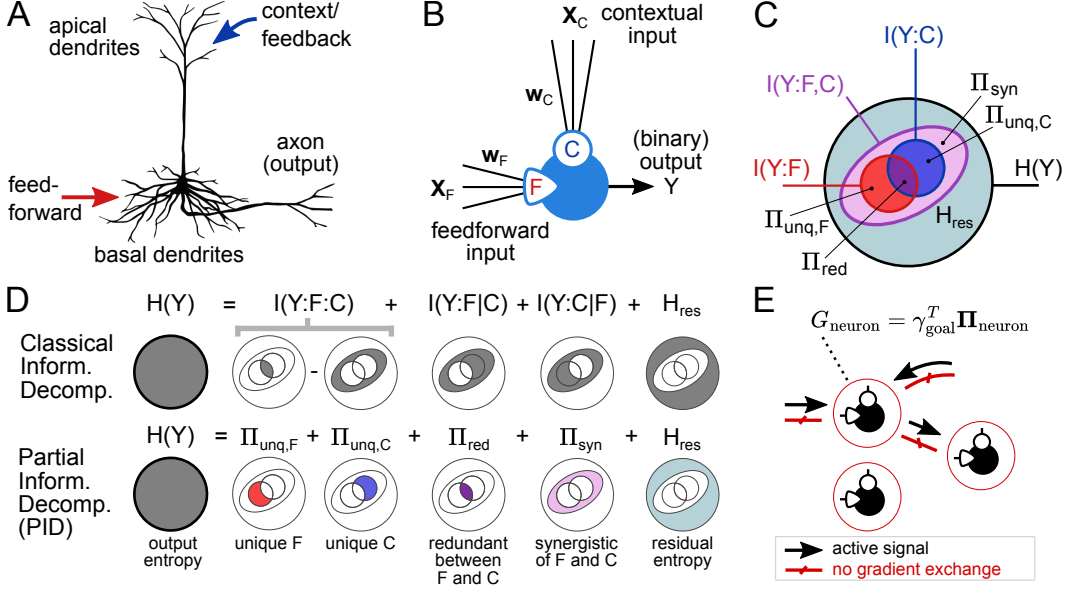 A
apical
dendrites
context/
feedback
axon
(output)
feed-
forward
basal dendrites
B
X_C
contextual
input
w_C
C
(binary)
output
w_F
F
X_F
Y
feedforward
input
C
I(Y:C)
I(Y:F,C)
Π_syn
Π_unq,C
I(Y:F)
H(Y)
Π_unq,F
H_res
Π_red
D
H(Y) = I(Y:F:C) + I(Y:F|C) + I(Y:C|F) + H_res
Classical
Inform.
Decomp.
-
H(Y) = Π_unq,F + Π_unq,C + Π_red + Π_syn + H_res
Partial
Inform.
Decomp.
(PID)
output
entropy
unique F
unique C
redundant
between
F and C
synergistic
of F and C
residual
entropy
E
G_neuron = γ_goal^T Π_neuron
active signal
no gradient exchange